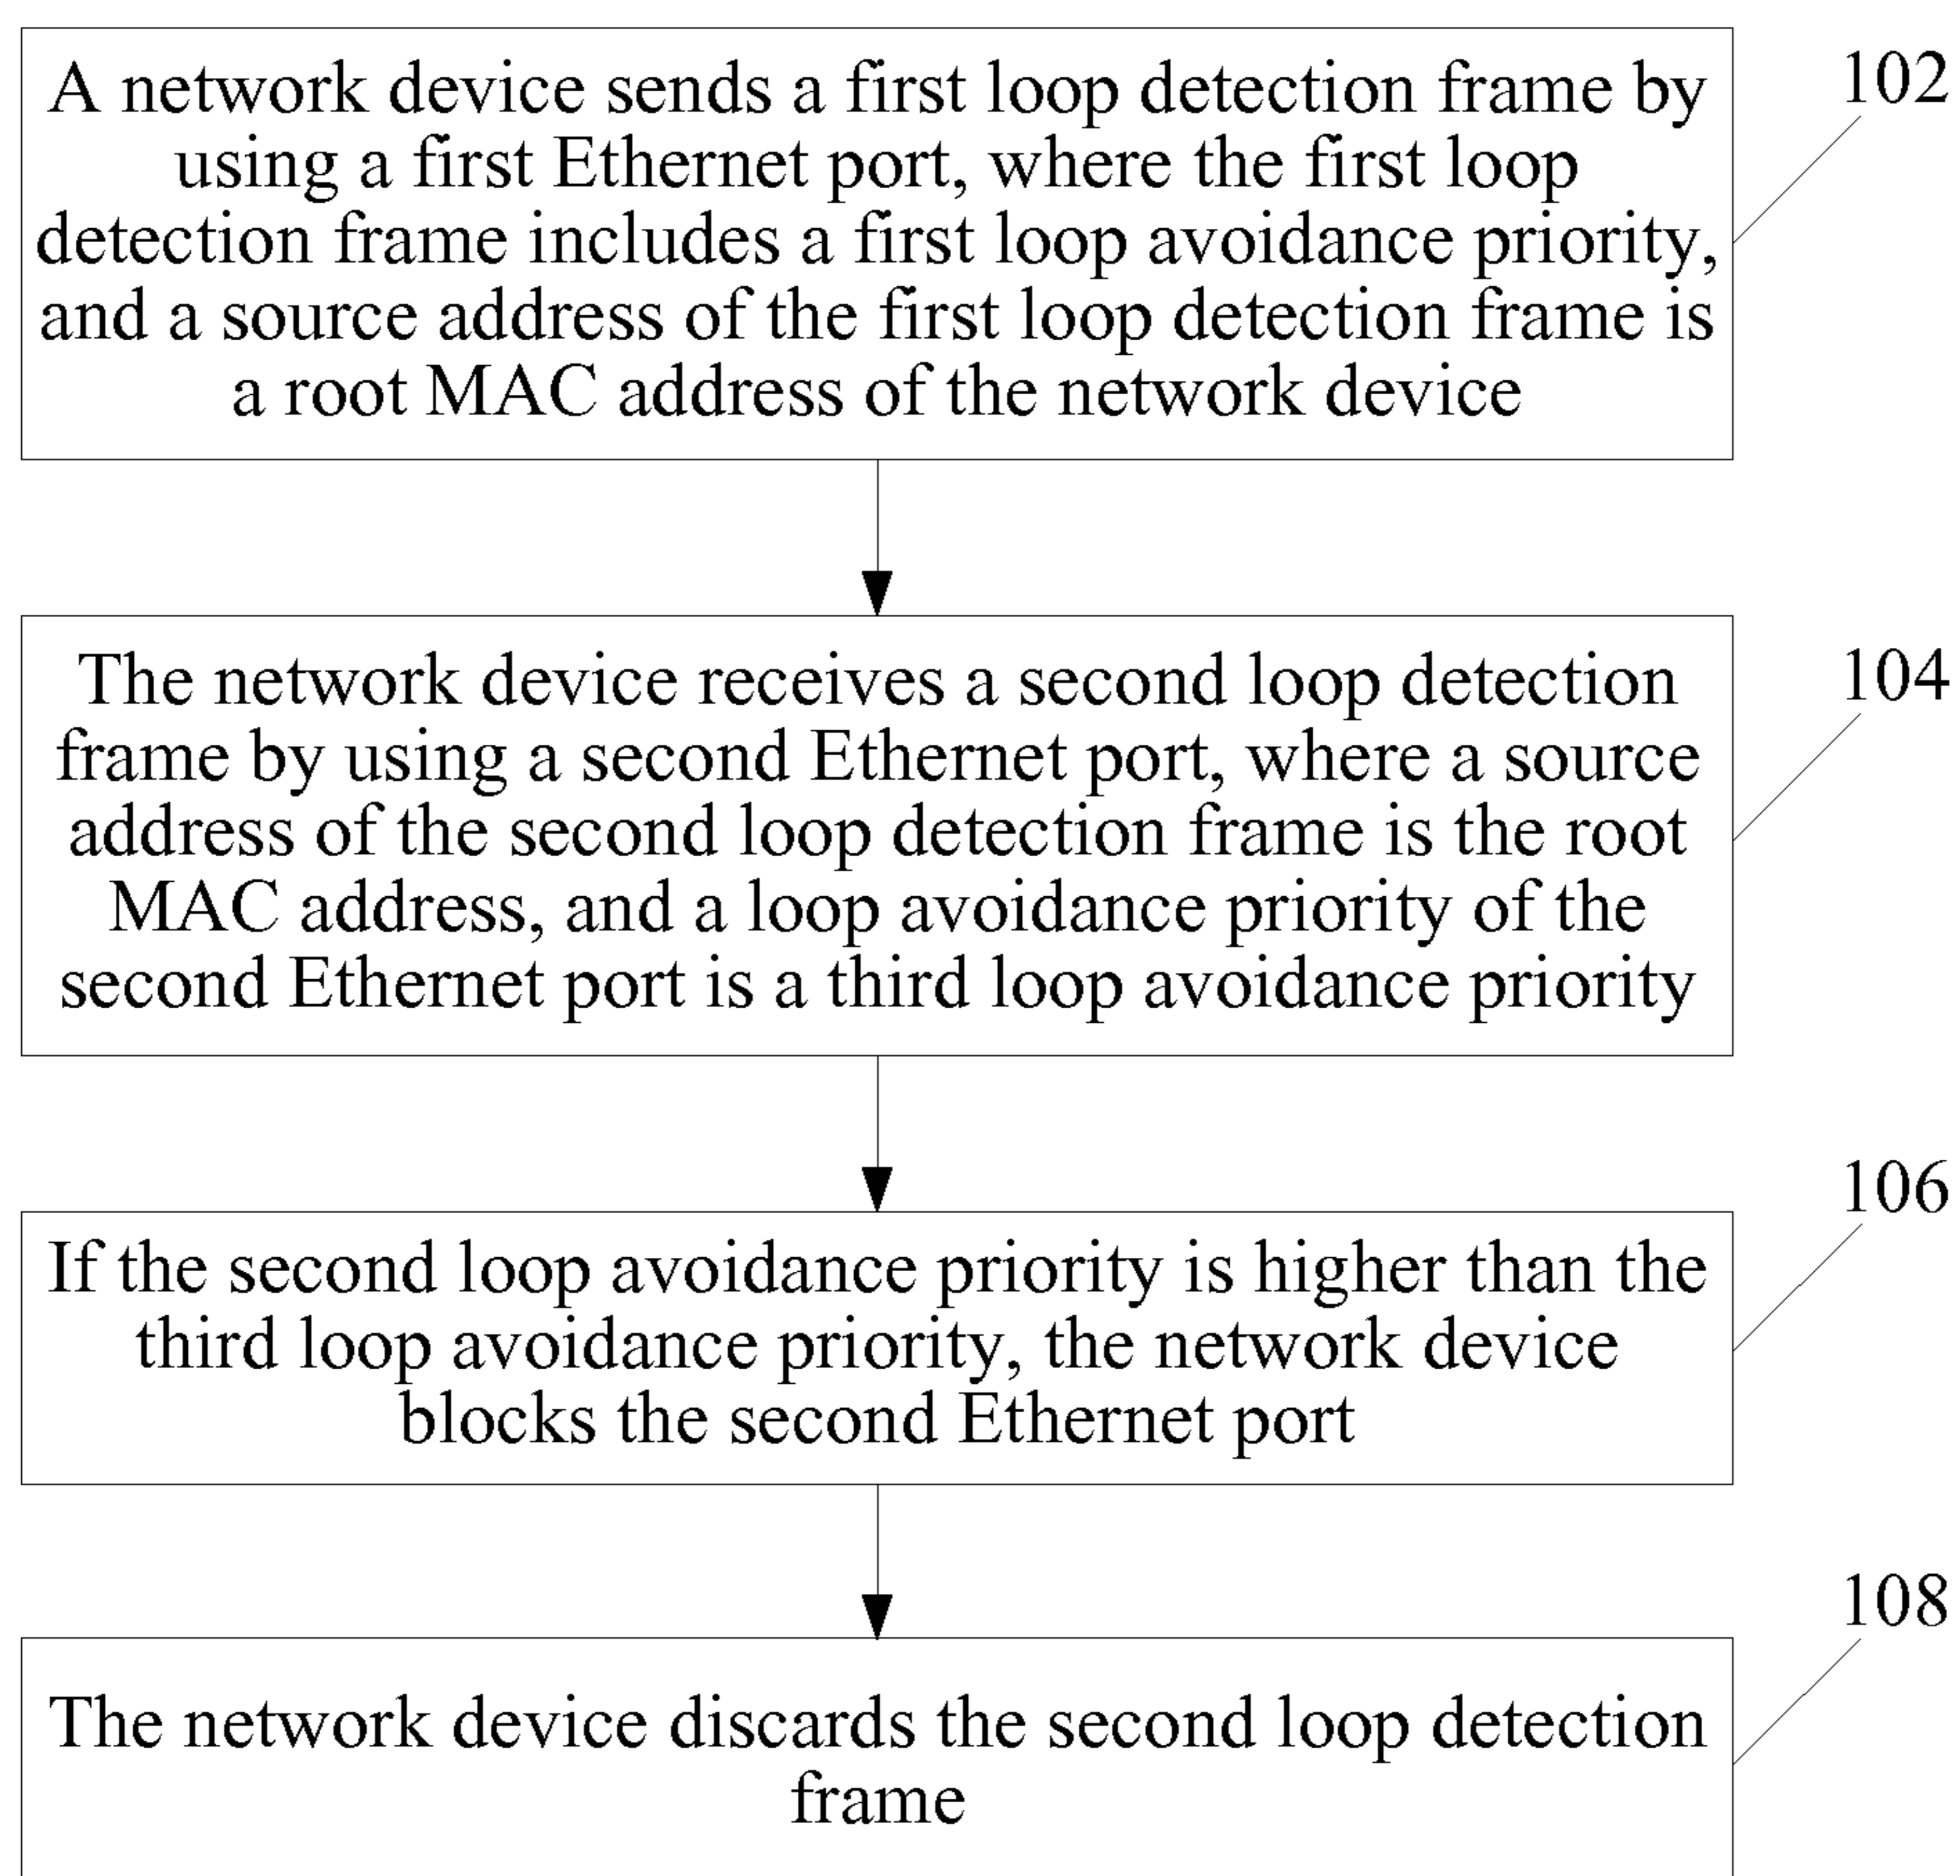 A network device sends a first loop detection frame by
using a first Ethernet port, where the first loop
detection frame includes a first loop avoidance priority,
and a source address of the first loop detection frame is
a root MAC address of the network device
102
The network device receives a second loop detection
frame by using a second Ethernet port, where a source
address of the second loop detection frame is the root
MAC address, and a loop avoidance priority of the
second Ethernet port is a third loop avoidance priority
104
If the second loop avoidance priority is higher than the
third loop avoidance priority, the network device
blocks the second Ethernet port
106
The network device discards the second loop detection
frame
108